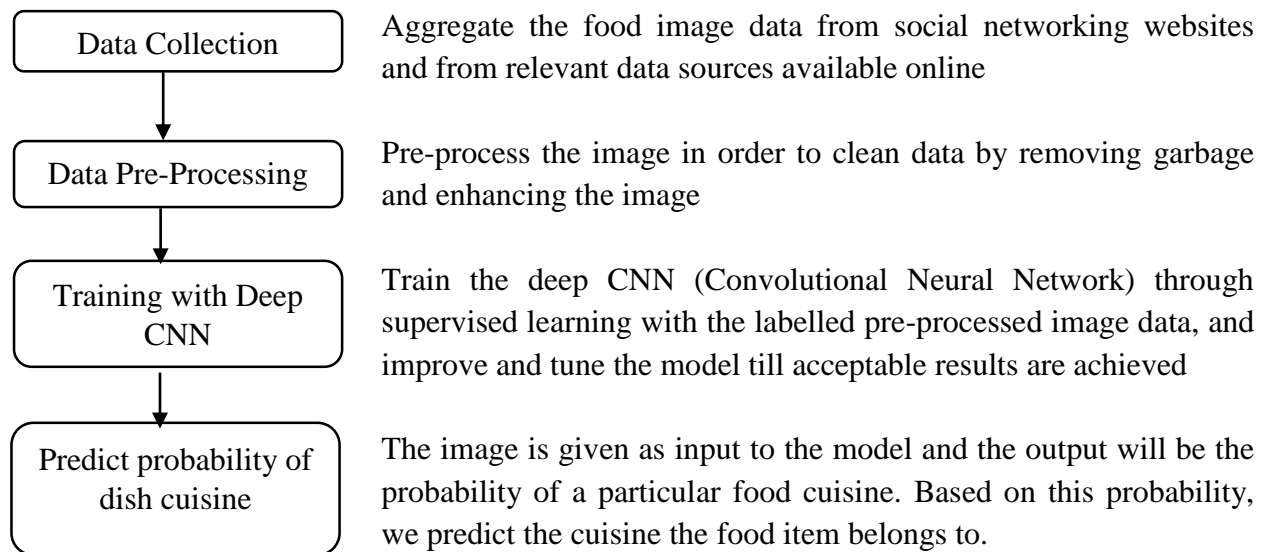 Data Collection
Aggregate the food image data from social networking websites
and from relevant data sources available online
Data Pre-Processing
Pre-process the image in order to clean data by removing garbage
and enhancing the image
Training with Deep
CNN
Train the deep CNN (Convolutional Neural Network) through
supervised learning with the labelled pre-processed image data, and
improve and tune the model till acceptable results are achieved
Predict probability of
dish cuisine
The image is given as input to the model and the output will be the
probability of a particular food cuisine. Based on this probability,
we predict the cuisine the food item belongs to.